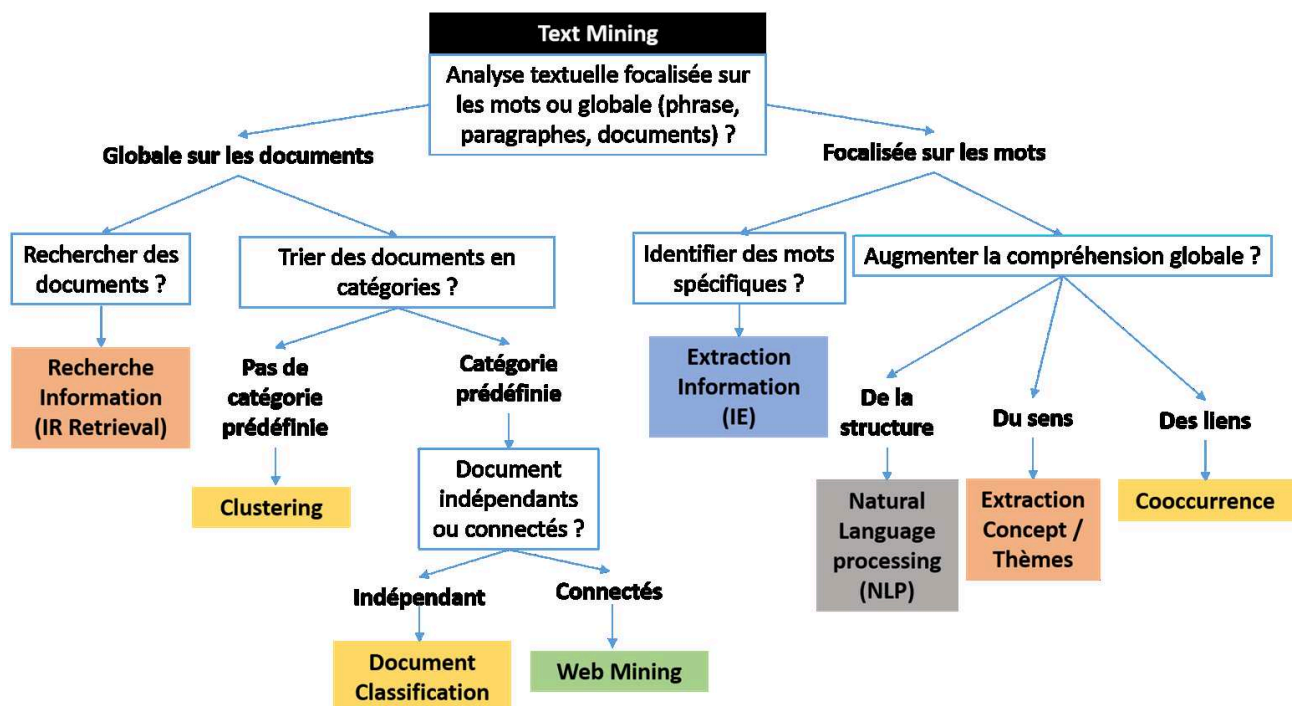 Text Mining
Analyse textuelle focalisée sur
les mots ou globale (phrase,
paragraphes, documents) ?
Globale sur les documents
Focalisée sur les mots
Rechercher des
documents ?
Trier des documents en
catégories ?
Identifier des mots
spécifiques ?
Augmenter la compréhension globale ?
Recherche
Information
(IR Retrieval)
Pas de
catégorie
prédéfinie
Catégorie
prédéfinie
Extraction
Information
(IE)
De la
structure
Du sens
Des liens
Clustering
Document
indépendants
ou connectés ?
Natural
Language
processing
(NLP)
Extraction
Concept /
Thèmes
Cooccurrence
Indépendant
Connectés
Document
Classification
Web Mining